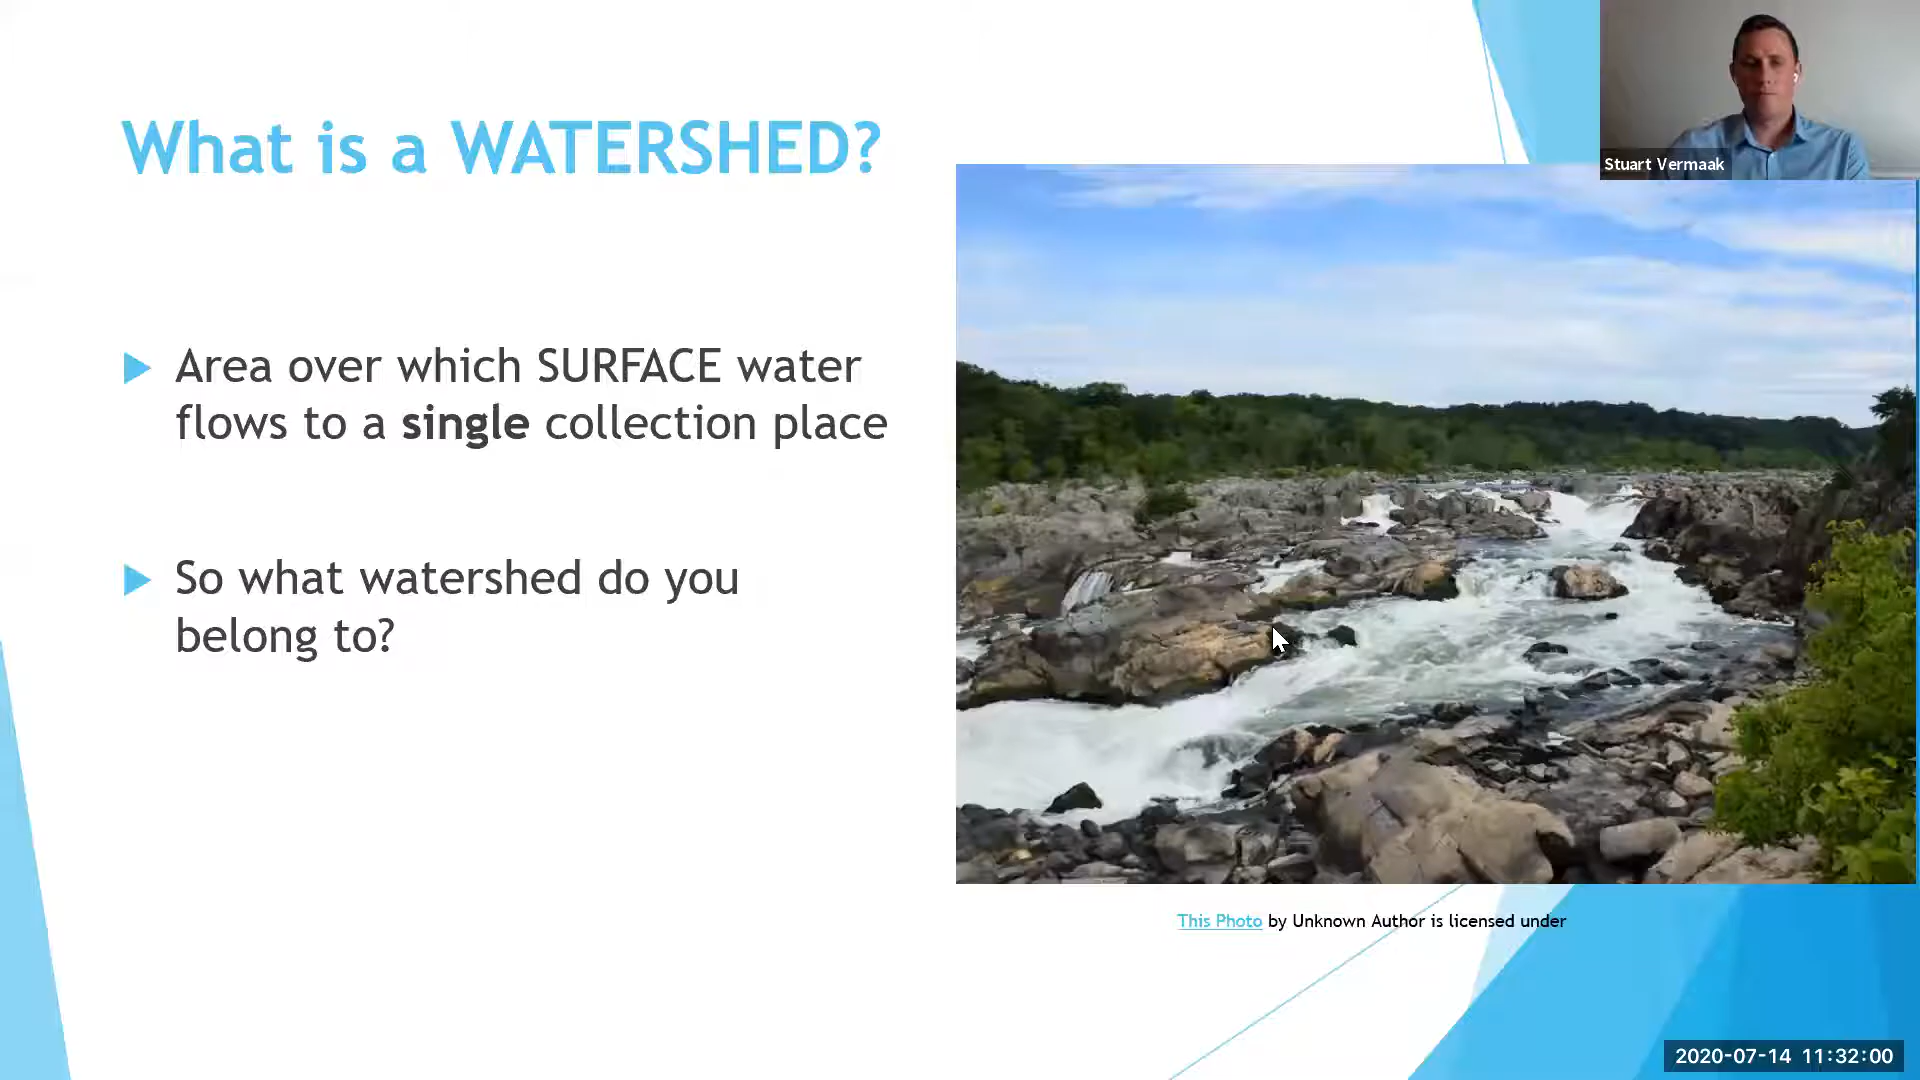 What is a WATERSHED?
Stuart Vermaak
Area over which SURFACE water
flows to a single collection place
So what watershed do you
belong to?
This Photo by Unknown Author is licensed under
2020-07-14 11:32:00